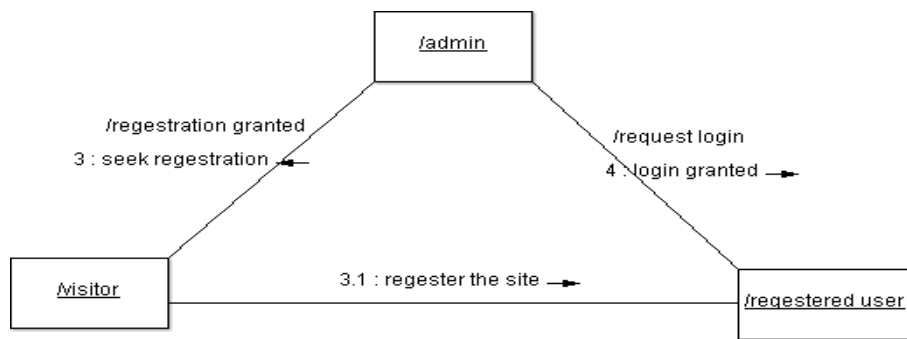 /admin
/regestration granted
3 : seek regestration
/request login
4 : login granted
/visitor
3.1 : regester the site
/regestered user